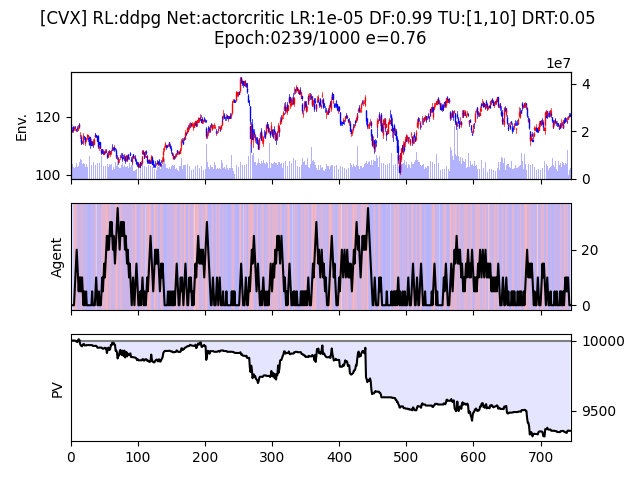 [CVX] RL:ddpg Net:actorcritic LR:1e-05 DF:0.99 TU:[1,10] DRT:0.05
Epoch:0239/1000 e=0.76
1e7
Env.
120
100
4
2
0
Agent
20
0
PV
10000
9500
0 100 200 300 400 500 600 700